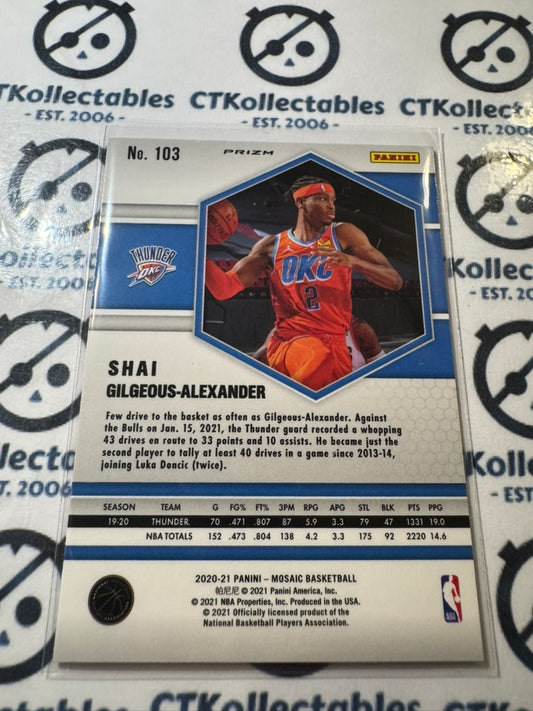 CTKollectables
- EST. 2006 -
CTKollectables
- EST. 2006 -
No. 103
PRIZM
PANINI
THUNDER
OKC
OKC
2
SHAI
GILGEOUS-ALEXANDER
Few drive to the basket as often as Gilgeous-Alexander. Against
the Bulls on Jan. 15, 2021, the Thunder guard recorded a whopping
43 drives en route to 33 points and 10 assists. He became just the
second player to tally at least 40 drives in a game since 2013-14,
joining Luka Doncic (twice).
SEASON TEAM G FG% FT% 3PM RPG APG STL BLK PTS PPG
19-20 THUNDER 70 .471 .807 87 5.9 3.3 79 47 1331 19.0
NBA TOTALS 152 .473 .804 138 4.2 3.3 175 92 2220 14.6
2020-21 PANINI – MOSAIC BASKETBALL
帕尼尼 © 2021 Panini America, Inc.
© 2021 NBA Properties, Inc. Produced in the USA.
© 2021 Officially licensed product of the
National Basketball Players Association.
CTKollectables